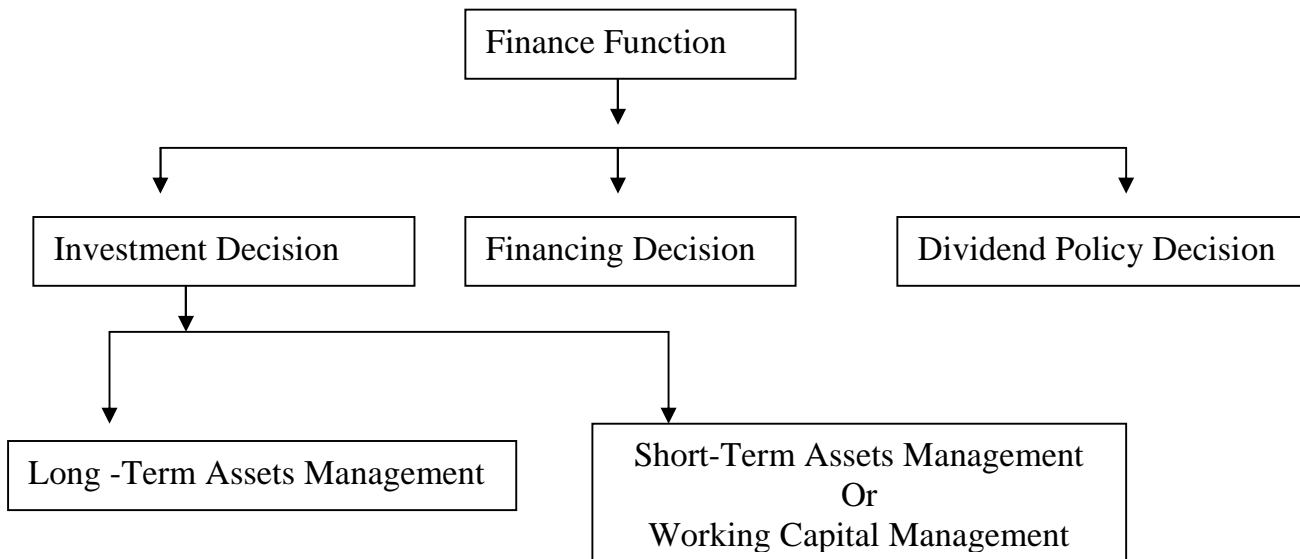 Finance Function
Investment Decision
Financing Decision
Dividend Policy Decision
Long -Term Assets Management
Short-Term Assets Management
Or
Working Capital Management